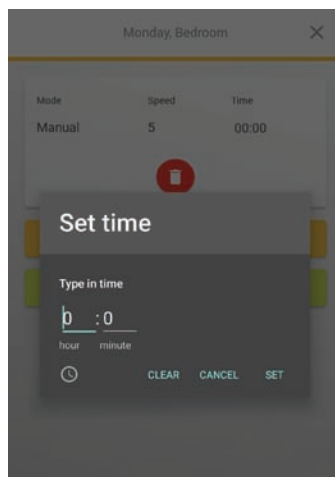 Monday, Bedroom
Mode Speed Time
Manual 5 00:00
Set time
Type in time
0 : 0
hour minute
CLEAR CANCEL SET